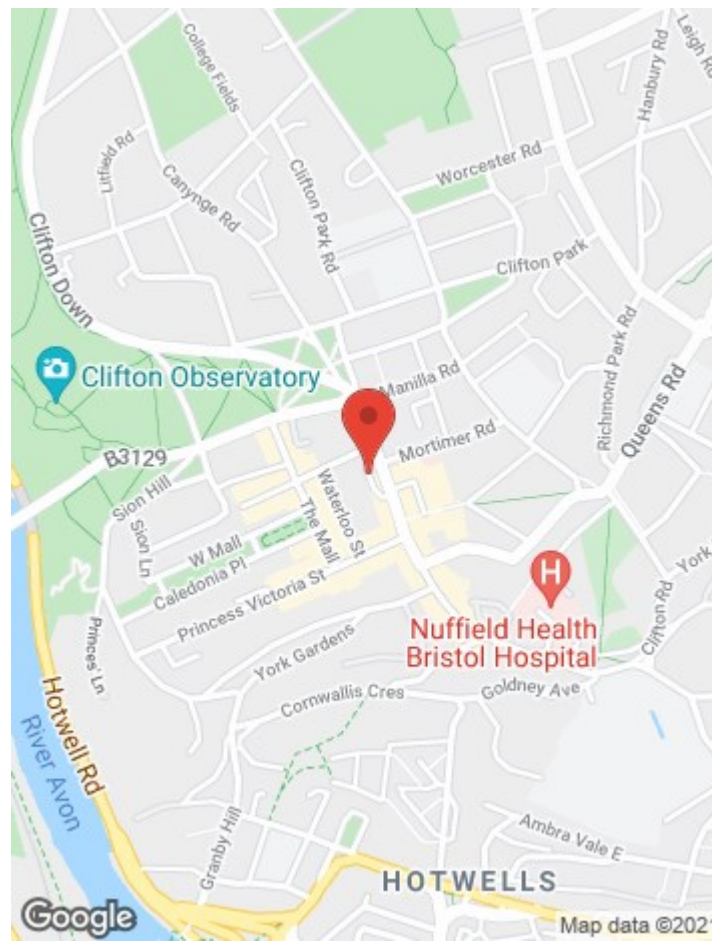 College Fields
Leigh Rd
Hanbury Rd
Litfield Rd
Canynge Rd
Clifton Park Rd
Worcester Rd
Clifton Down
Clifton Park
Clifton Observatory
Manilla Rd
Richmond Park Rd
Queens Rd
B3129
Mortimer Rd
Sion Hill
Waterloo St
The Mall
Sion Ln
W Mall
Caledonia Pl
Princess Victoria St
H
York
Nuffield Health
Bristol Hospital
Clifton Rd
Princes' Ln
York Gardens
Cornwallis Cres
Goldney Ave
Hotwell Rd
River Avon
Granby Hill
Ambra Vale E
HOTWELLS
Google
Map data ©2021